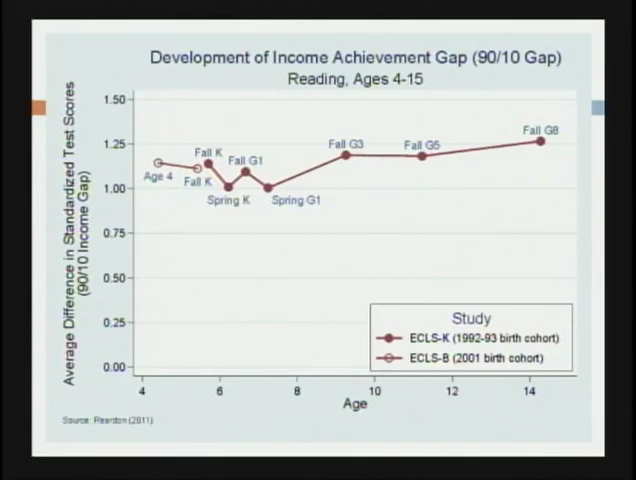 Development of Income Achievement Gap (90/10 Gap)
Reading, Ages 4-15
Average Difference in Standardized Test Scores
(90/10 Income Gap)
1.50
1.25
1.00
0.75
0.50
0.25
0.00
Age 4
Fall K
Fall K
Spring K
Fall G1
Spring G1
Fall G3
Fall G5
Fall G8
Study
ECLS-K (1992-93 birth cohort)
ECLS-B (2001 birth cohort)
4 6 8 10 12 14
Age
Source: Reardon (2011)